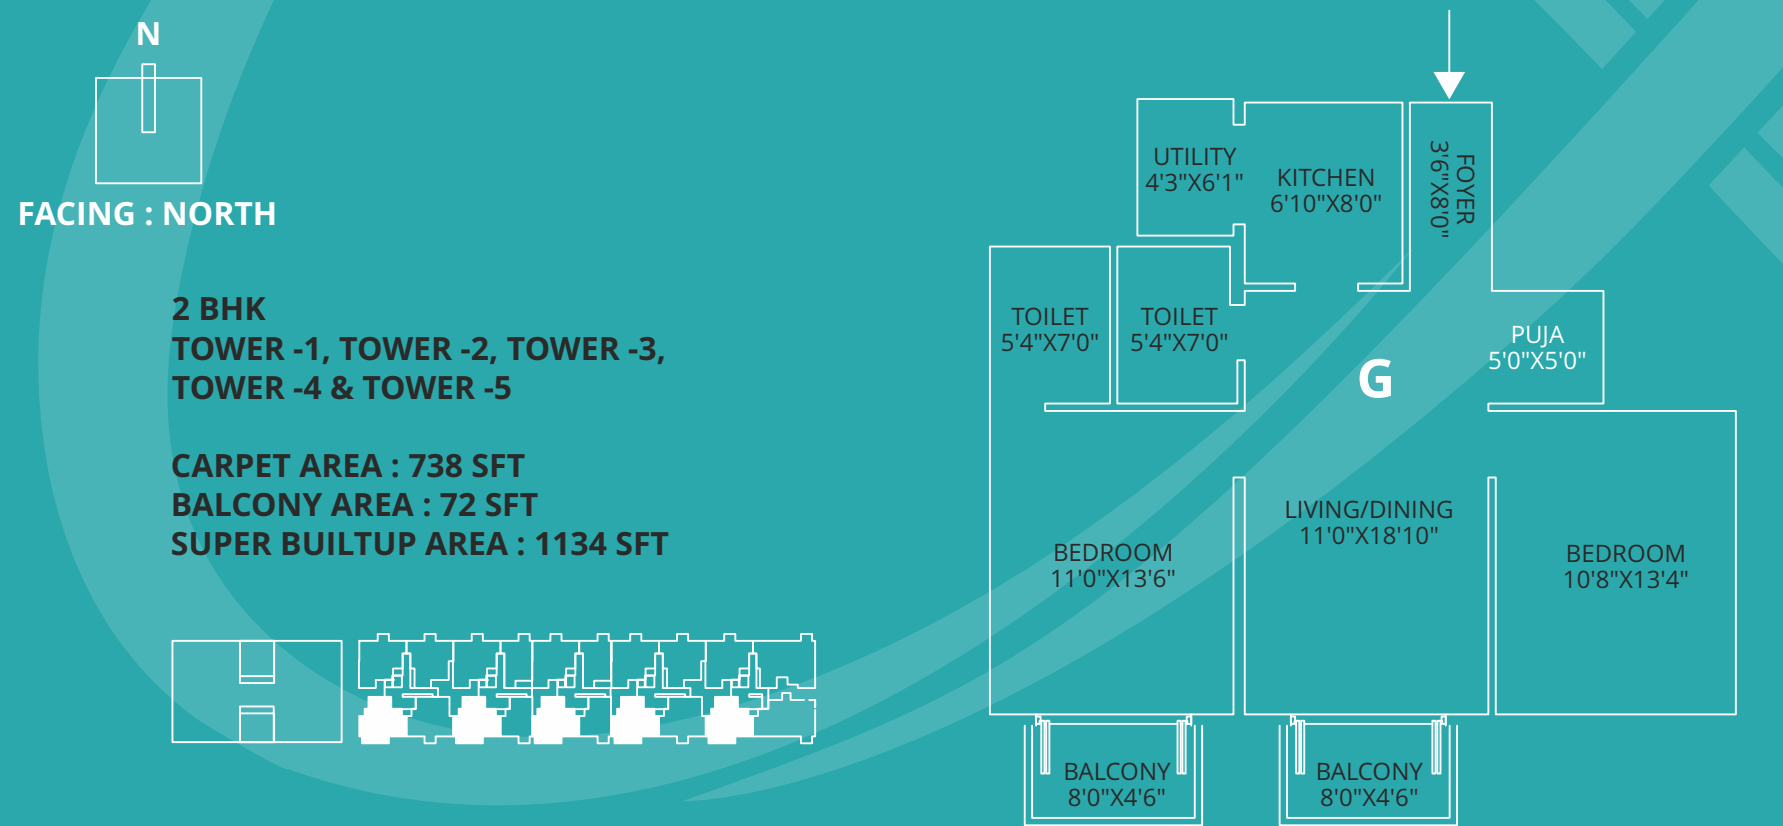 N
FACING : NORTH
2 BHK
TOWER -1, TOWER -2, TOWER -3,
TOWER -4 & TOWER -5
CARPET AREA : 738 SFT
BALCONY AREA : 72 SFT
SUPER BUILTUP AREA : 1134 SFT
UTILITY
4'3"X6'1"
KITCHEN
6'10"X8'0"
FOYER
3'6"X8'0"
TOILET
5'4"X7'0"
TOILET
5'4"X7'0"
G
PUJA
5'0"X5'0"
BEDROOM
11'0"X13'6"
LIVING/DINING
11'0"X18'10"
BEDROOM
10'8"X13'4"
BALCONY
8'0"X4'6"
BALCONY
8'0"X4'6"